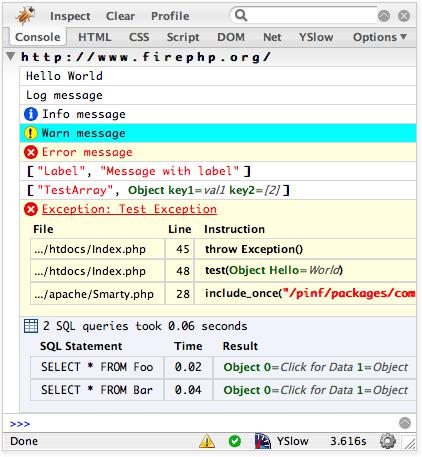 Inspect Clear Profile
Console HTML CSS Script DOM Net YSlow Options
http://www.firephp.org/
Hello World
Log message
Info message
Warn message
Error message
["Label", "Message with label"]
["TestArray", Object key1=val1 key2=[2]]
Exception: Test Exception
File Line Instruction
.../htdocs/Index.php 45 throw Exception()
.../htdocs/Index.php 48 test(Object Hello=World)
.../apache/Smarty.php 28 include_once("/pinf/packages/com
2 SQL queries took 0.06 seconds
SQL Statement Time Result
SELECT * FROM Foo 0.02 Object 0=Click for Data 1=Object
SELECT * FROM Bar 0.04 Object 0=Click for Data 1=Object
>>>
Done YSlow 3.616s